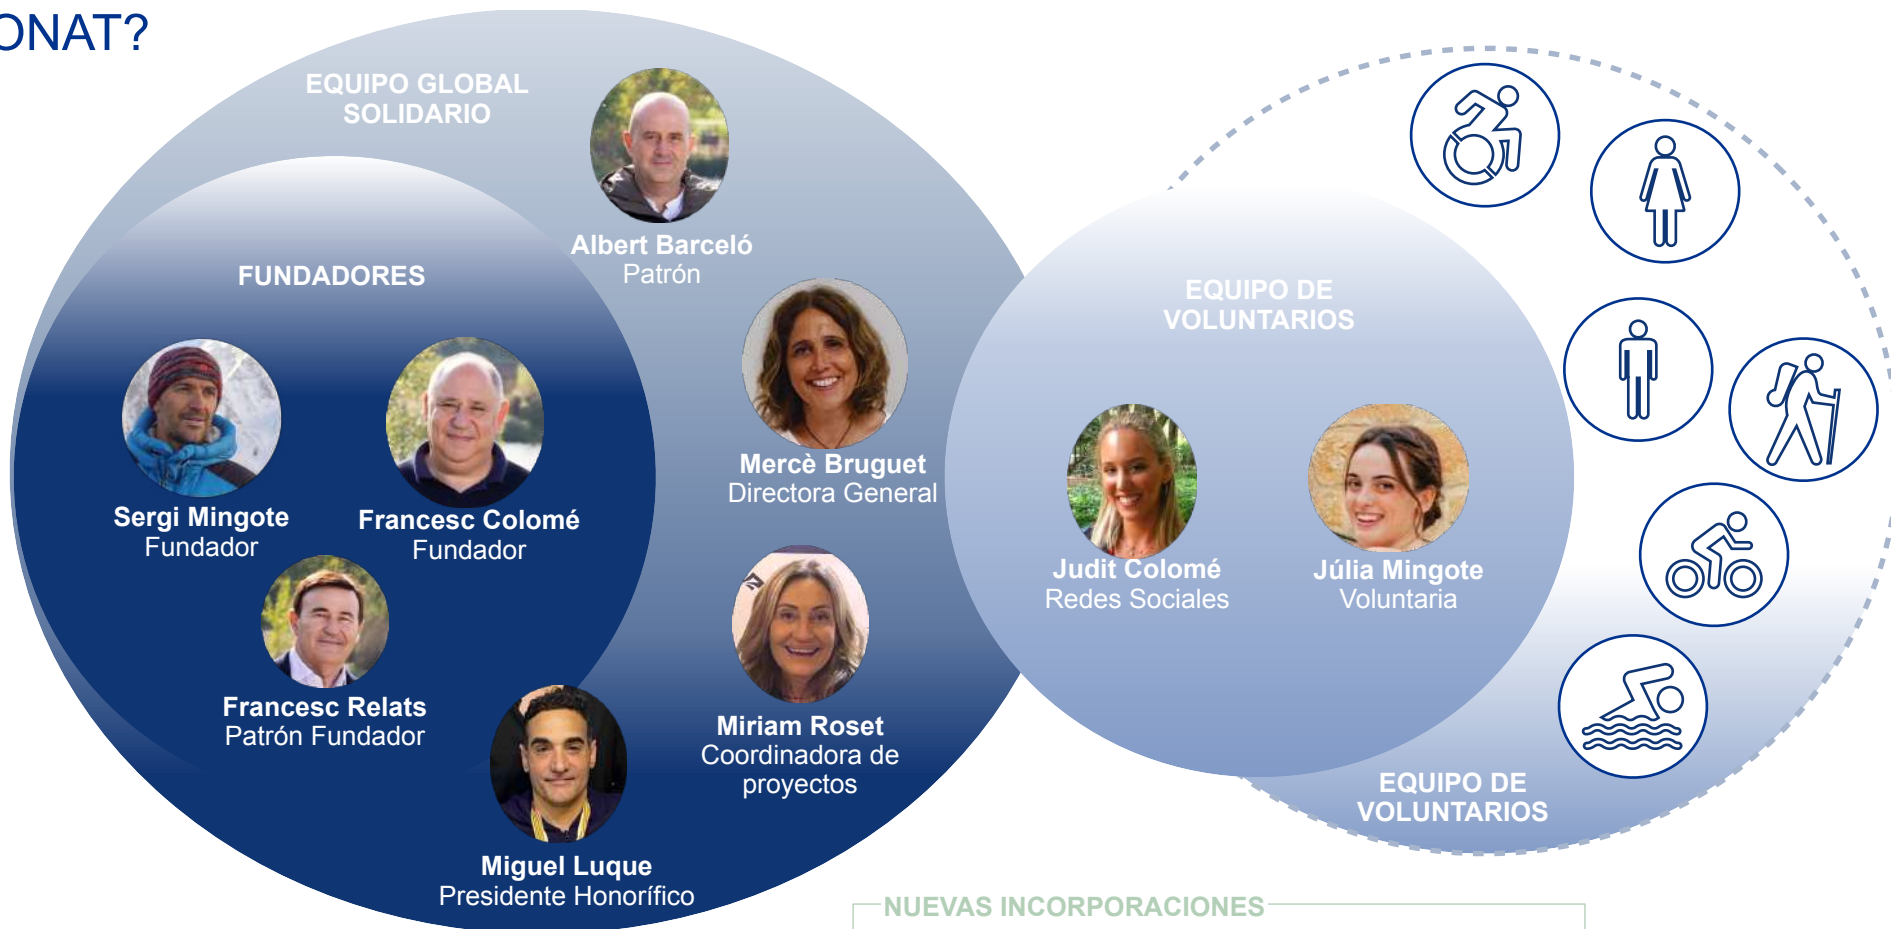 ONAT?
EQUIPO GLOBAL
SOLIDARIO
Albert Barceló
Patrón
FUNDADORES
Sergi Mingote
Fundador
Francesc Colomé
Fundador
Francesc Relats
Patrón Fundador
Mercè Bruguet
Directora General
Miriam Roset
Coordinadora de
proyectos
Miguel Luque
Presidente Honorífico
EQUIPO DE
VOLUNTARIOS
Judit Colomé
Redes Sociales
Júlia Mingote
Voluntaria
EQUIPO DE
VOLUNTARIOS
NUEVAS INCORPORACIONES